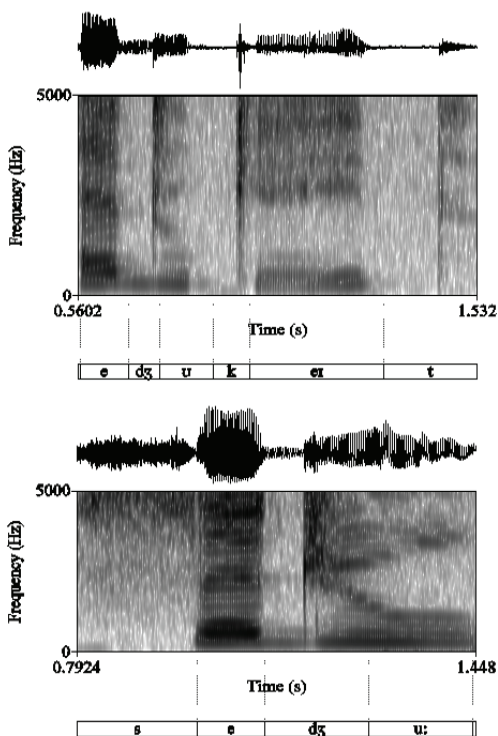 5000
Frequency (Hz)
0
0.5602
1.532
Time (s)
e dʒ u k eɪ t
5000
Frequency (Hz)
0
0.7924
1.448
Time (s)
s e dʒ u: